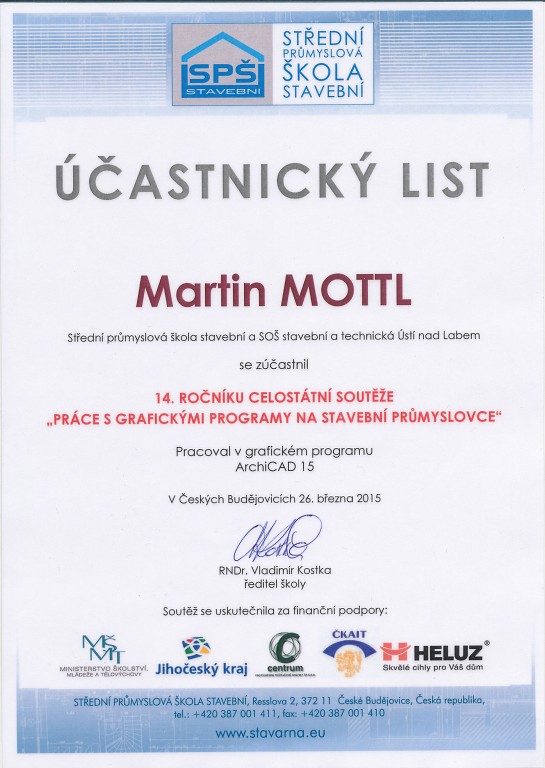 SPŠ
STAVEBNÍ
STŘEDNÍ
PRŮMYSLOVÁ
ŠKOLA
STAVEBNÍ
ÚČASTNICKÝ LIST
Martin MOTTL
Střední průmyslová škola stavební a SOŠ stavební a technická Ústí nad Labem
se zúčastnil
14. ROČNÍKU CELOSTÁTNÍ SOUTĚŽE
„PRÁCE S GRAFICKÝMI PROGRAMY NA STAVEBNÍ PRŮMYSLOVCE“
Pracoval v grafickém programu
ArchiCAD 15
V Českých Budějovicích 26. března 2015
RNDr. Vladimír Kostka
ředitel školy
Soutěž se uskutečnila za finanční podpory:
MŠMT
MINISTERSTVO ŠKOLSTVÍ,
MLÁDEŽE A TĚLOVÝCHOVY
Jihočeský kraj
centrum
ČKAIT
HELUZ®
Skvělé cihly pro Váš dům
STŘEDNÍ PRŮMYSLOVÁ ŠKOLA STAVEBNÍ, Resslova 2, 372 11 České Budějovice, Česká republika,
tel.: +420 387 001 411, fax: +420 387 001 410
www.stavarna.eu